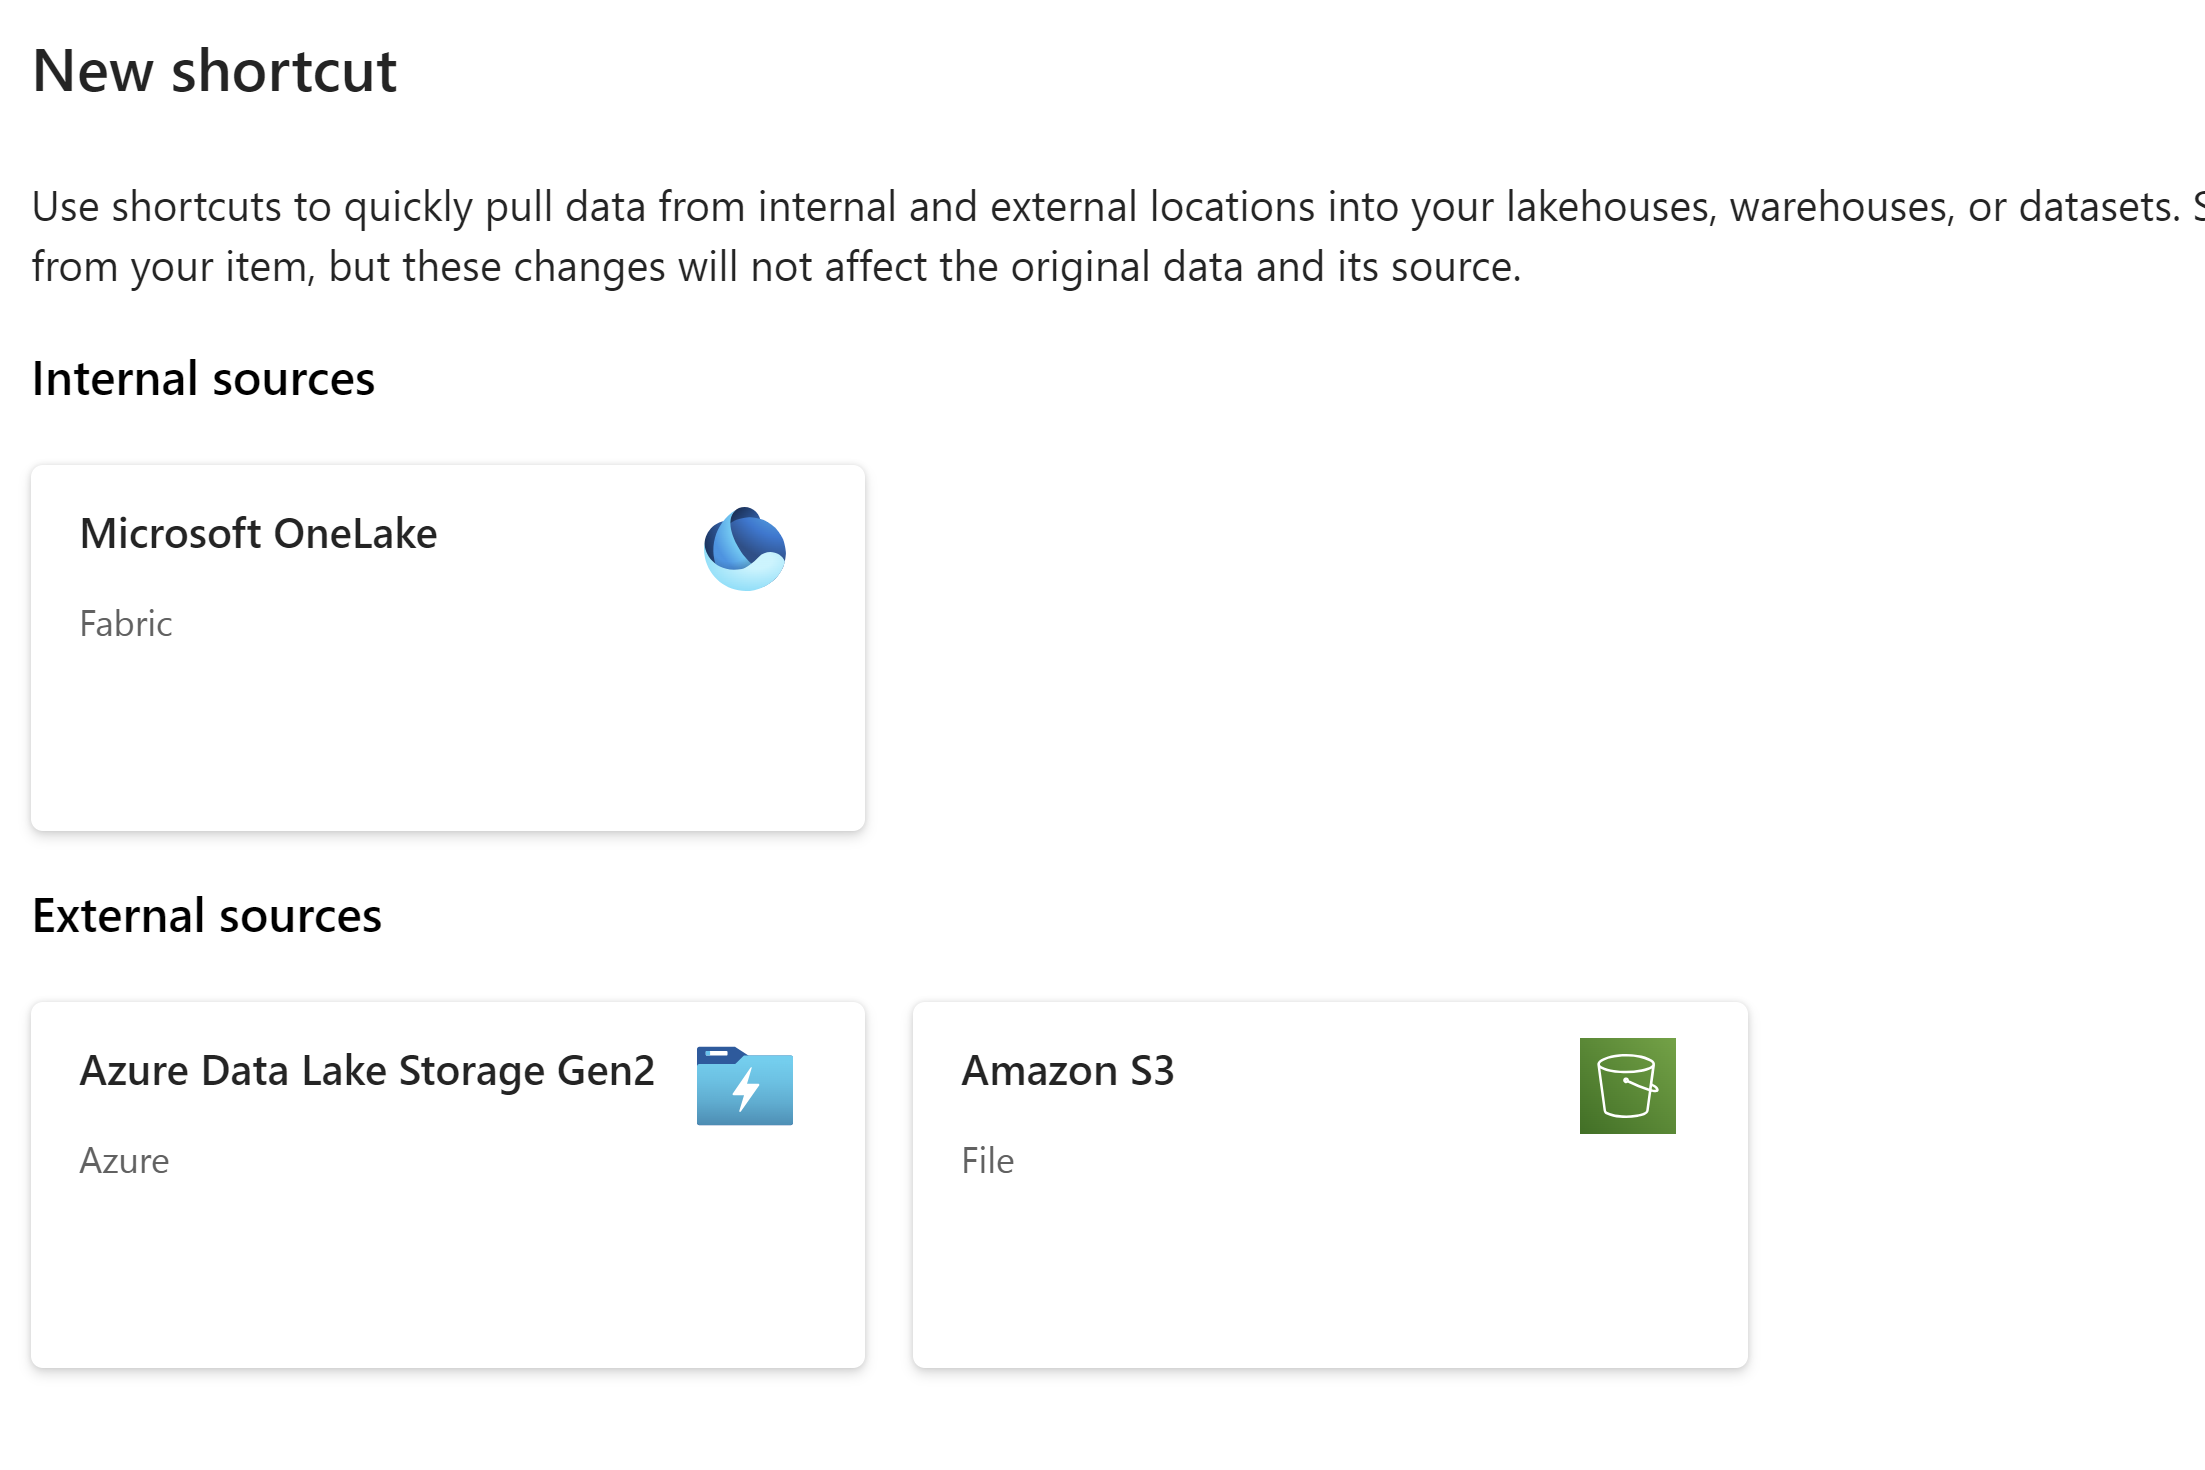 New shortcut
Use shortcuts to quickly pull data from internal and external locations into your lakehouses, warehouses, or datasets.
from your item, but these changes will not affect the original data and its source.
Internal sources
Microsoft OneLake
Fabric
External sources
Azure Data Lake Storage Gen2
Azure
Amazon S3
File